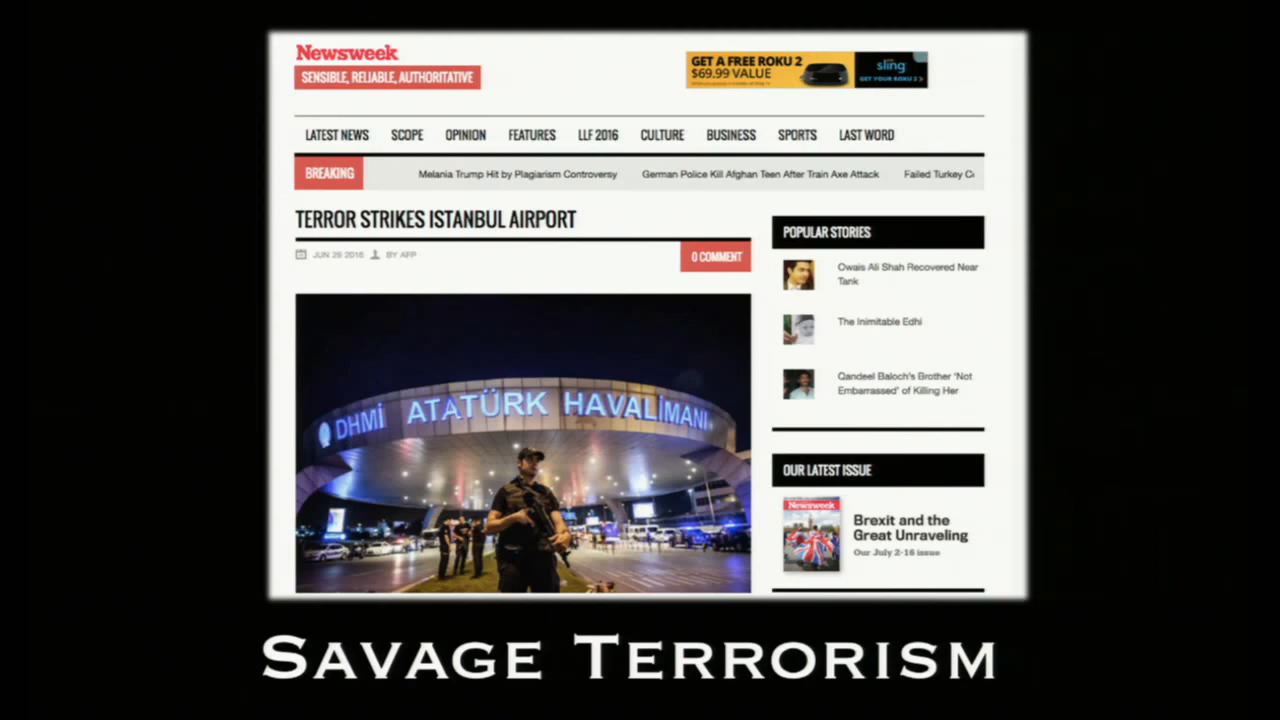 Newsweek
SENSIBLE, RELIABLE, AUTHORITATIVE
GET A FREE ROKU 2
$69.99 VALUE
sling
GET YOUR ROKU 2 >
LATEST NEWS SCOPE OPINION FEATURES LLF 2016 CULTURE BUSINESS SPORTS LAST WORD
BREAKING Melania Trump Hit by Plagiarism Controversy German Police Kill Afghan Teen After Train Axe Attack Failed Turkey Co
TERROR STRIKES ISTANBUL AIRPORT
JUN 29 2016 BY AFP
0 COMMENT
DHMİ ATATÜRK HAVALİMANI
POPULAR STORIES
Owais Ali Shah Recovered Near
Tank
The Inimitable Edhi
Qandeel Baloch's Brother 'Not
Embarrassed' of Killing Her
OUR LATEST ISSUE
Newsweek
Brexit and the
Great Unraveling
Our July 2-16 issue
SAVAGE TERRORISM